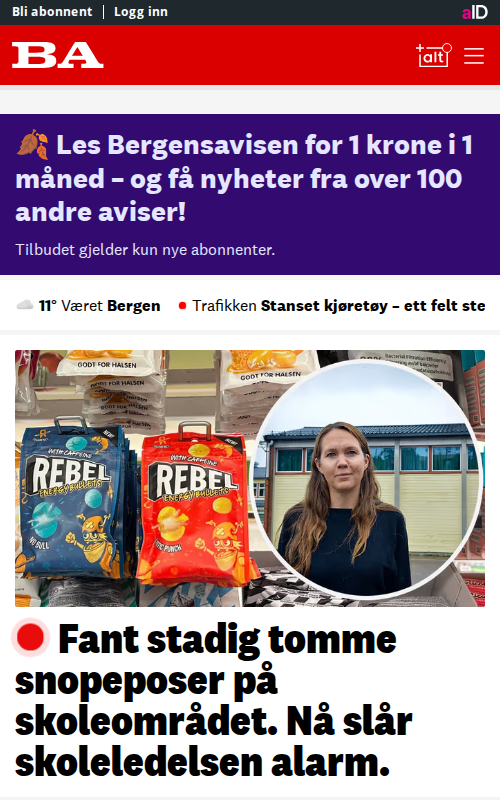 Bli abonnent | Logg inn
aID
BA
+alt
🍂 Les Bergensavisen for 1 krone i 1
måned – og få nyheter fra over 100
andre aviser!
Tilbudet gjelder kun nye abonnenter.
11° Været Bergen
Trafikken Stanset kjøretøy – ett felt ste
GODT FOR HALSEN
GODT FOR HALSEN
GODT FOR HALSEN
WITH CAFFEINE
REBEL
ENERGY BULLETS
WITH CAFFEINE
REBEL
ENERGY BULLETS
Fant stadig tomme
snopeposer på
skoleområdet. Nå slår
skoleledelsen alarm.